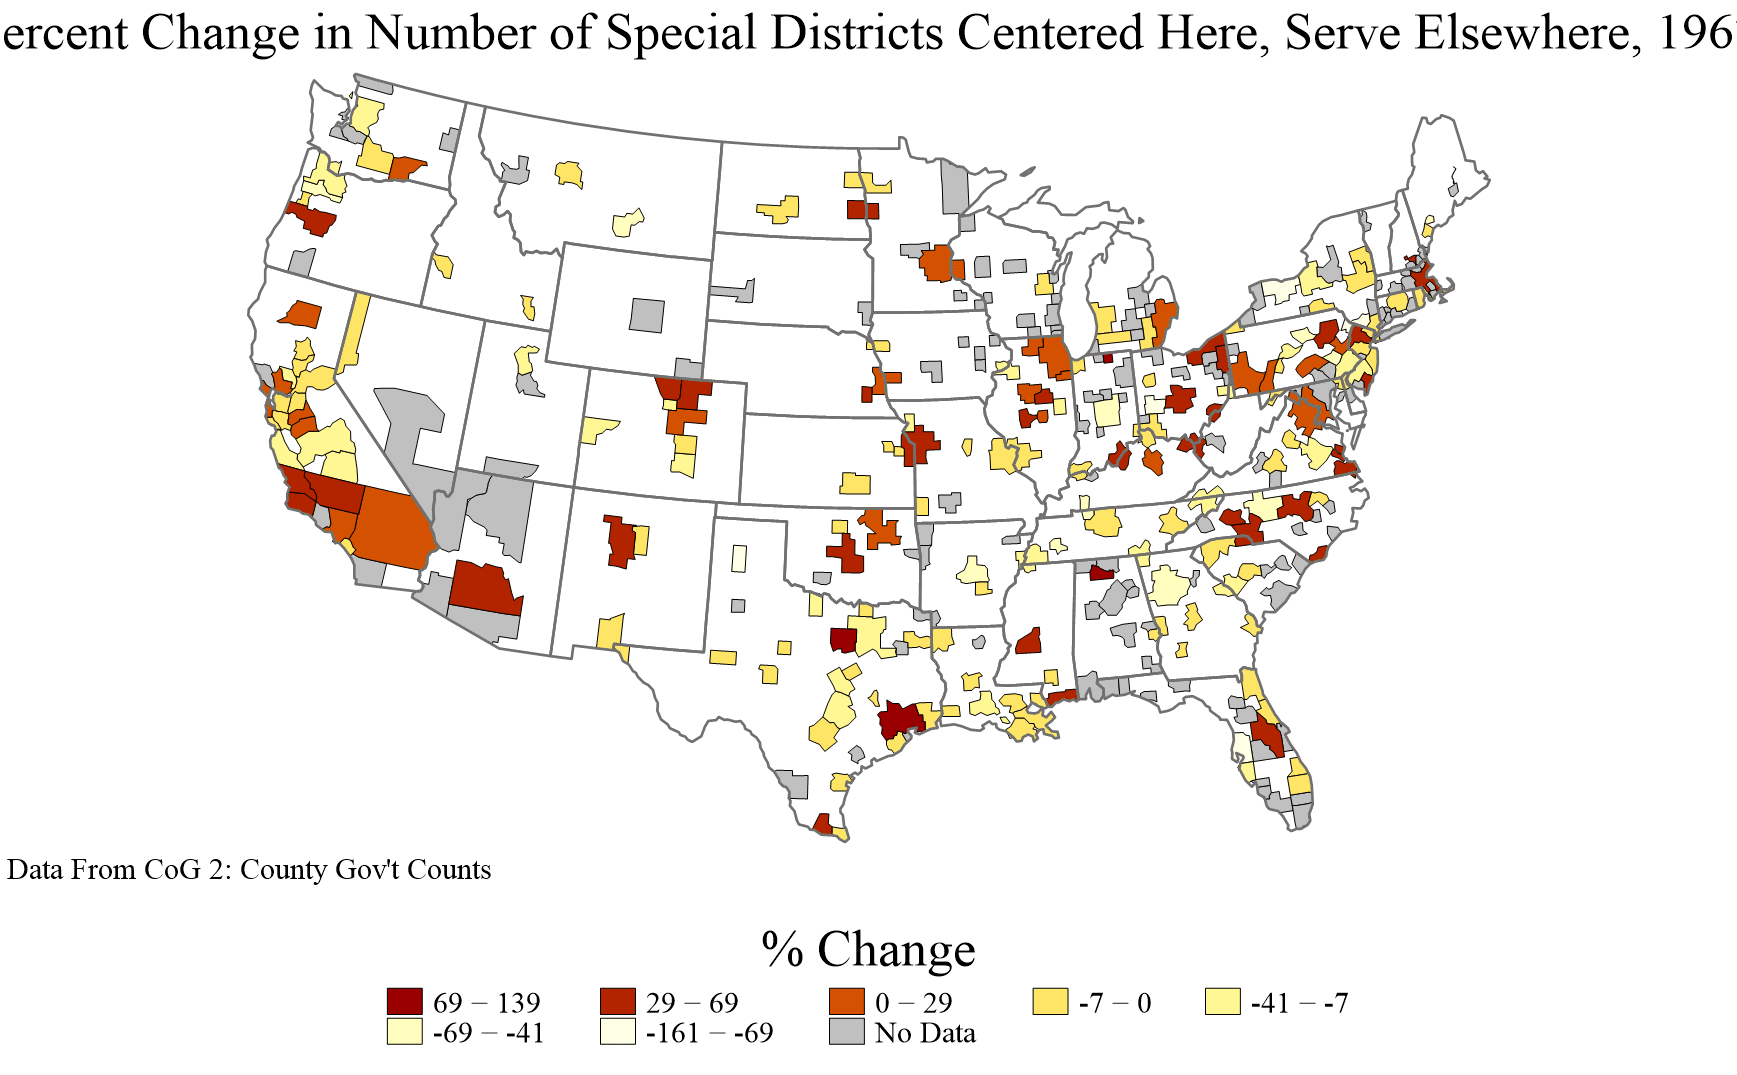 ercent Change in Number of Special Districts Centered Here, Serve Elsewhere, 196
Data From CoG 2: County Gov't Counts
% Change
69 − 139
29 − 69
0 − 29
-7 − 0
-41 − -7
-69 − -41
-161 − -69
No Data